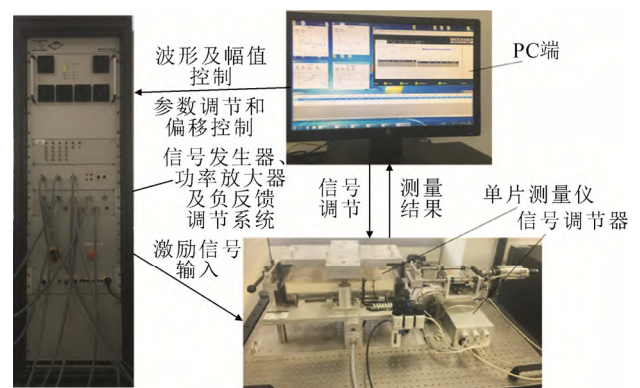 波形及幅值
控制
参数调节和
偏移控制
信号发生器、
功率放大器
及负反馈
调节系统
激励信号
输入
信号
调节
测量
结果
PC端
单片测量仪
信号调节器